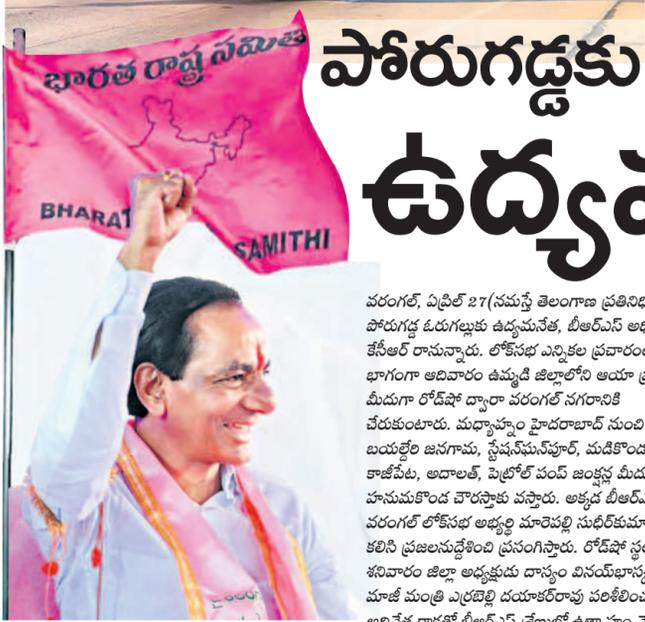 భారత రాష్ట్ర సమితి
BHARAT
SAMITHI
పోరుగడ్డకు
ఉద్య
వరంగల్, ఏప్రిల్ 27(నమస్తే తెలంగాణ ప్రతినిధి
పోరుగడ్డ ఓరుగల్లుకు ఉద్యమనేత, బీఆర్ఎస్ అధ
కేసీఆర్ రానున్నారు. లోక్‌సభ ఎన్నికల ప్రచారం
భాగంగా ఆదివారం ఉమ్మడి జిల్లాలోని ఆయా
మీదుగా రోడ్‌షో ద్వారా వరంగల్ నగరానికి
చేరుకుంటారు. మధ్యాహ్నం హైదరాబాద్ నుంచి
బయల్దేరి జనగామ, స్టేషన్‌ఘన్‌పూర్, మడికొండ
కాజీపేట, అదాలత్, పెట్రోల్ పంప్ జంక్షన్ల మీదు
హనుమకొండ చౌరస్తాకు వస్తారు. అక్కడ బీఆర్ఎ
వరంగల్ లోక్‌సభ అభ్యర్థి మారెపల్లి సుధీర్‌కుమా
కలిసి ప్రజలనుద్దేశించి ప్రసంగిస్తారు. రోడ్‌షో స్థల
శనివారం జిల్లా అధ్యక్షుడు దాస్యం వినయ్‌భాస్క
మాజీ మంత్రి ఎర్రబెల్లి దయాకర్‌రావు పరిశీలించ